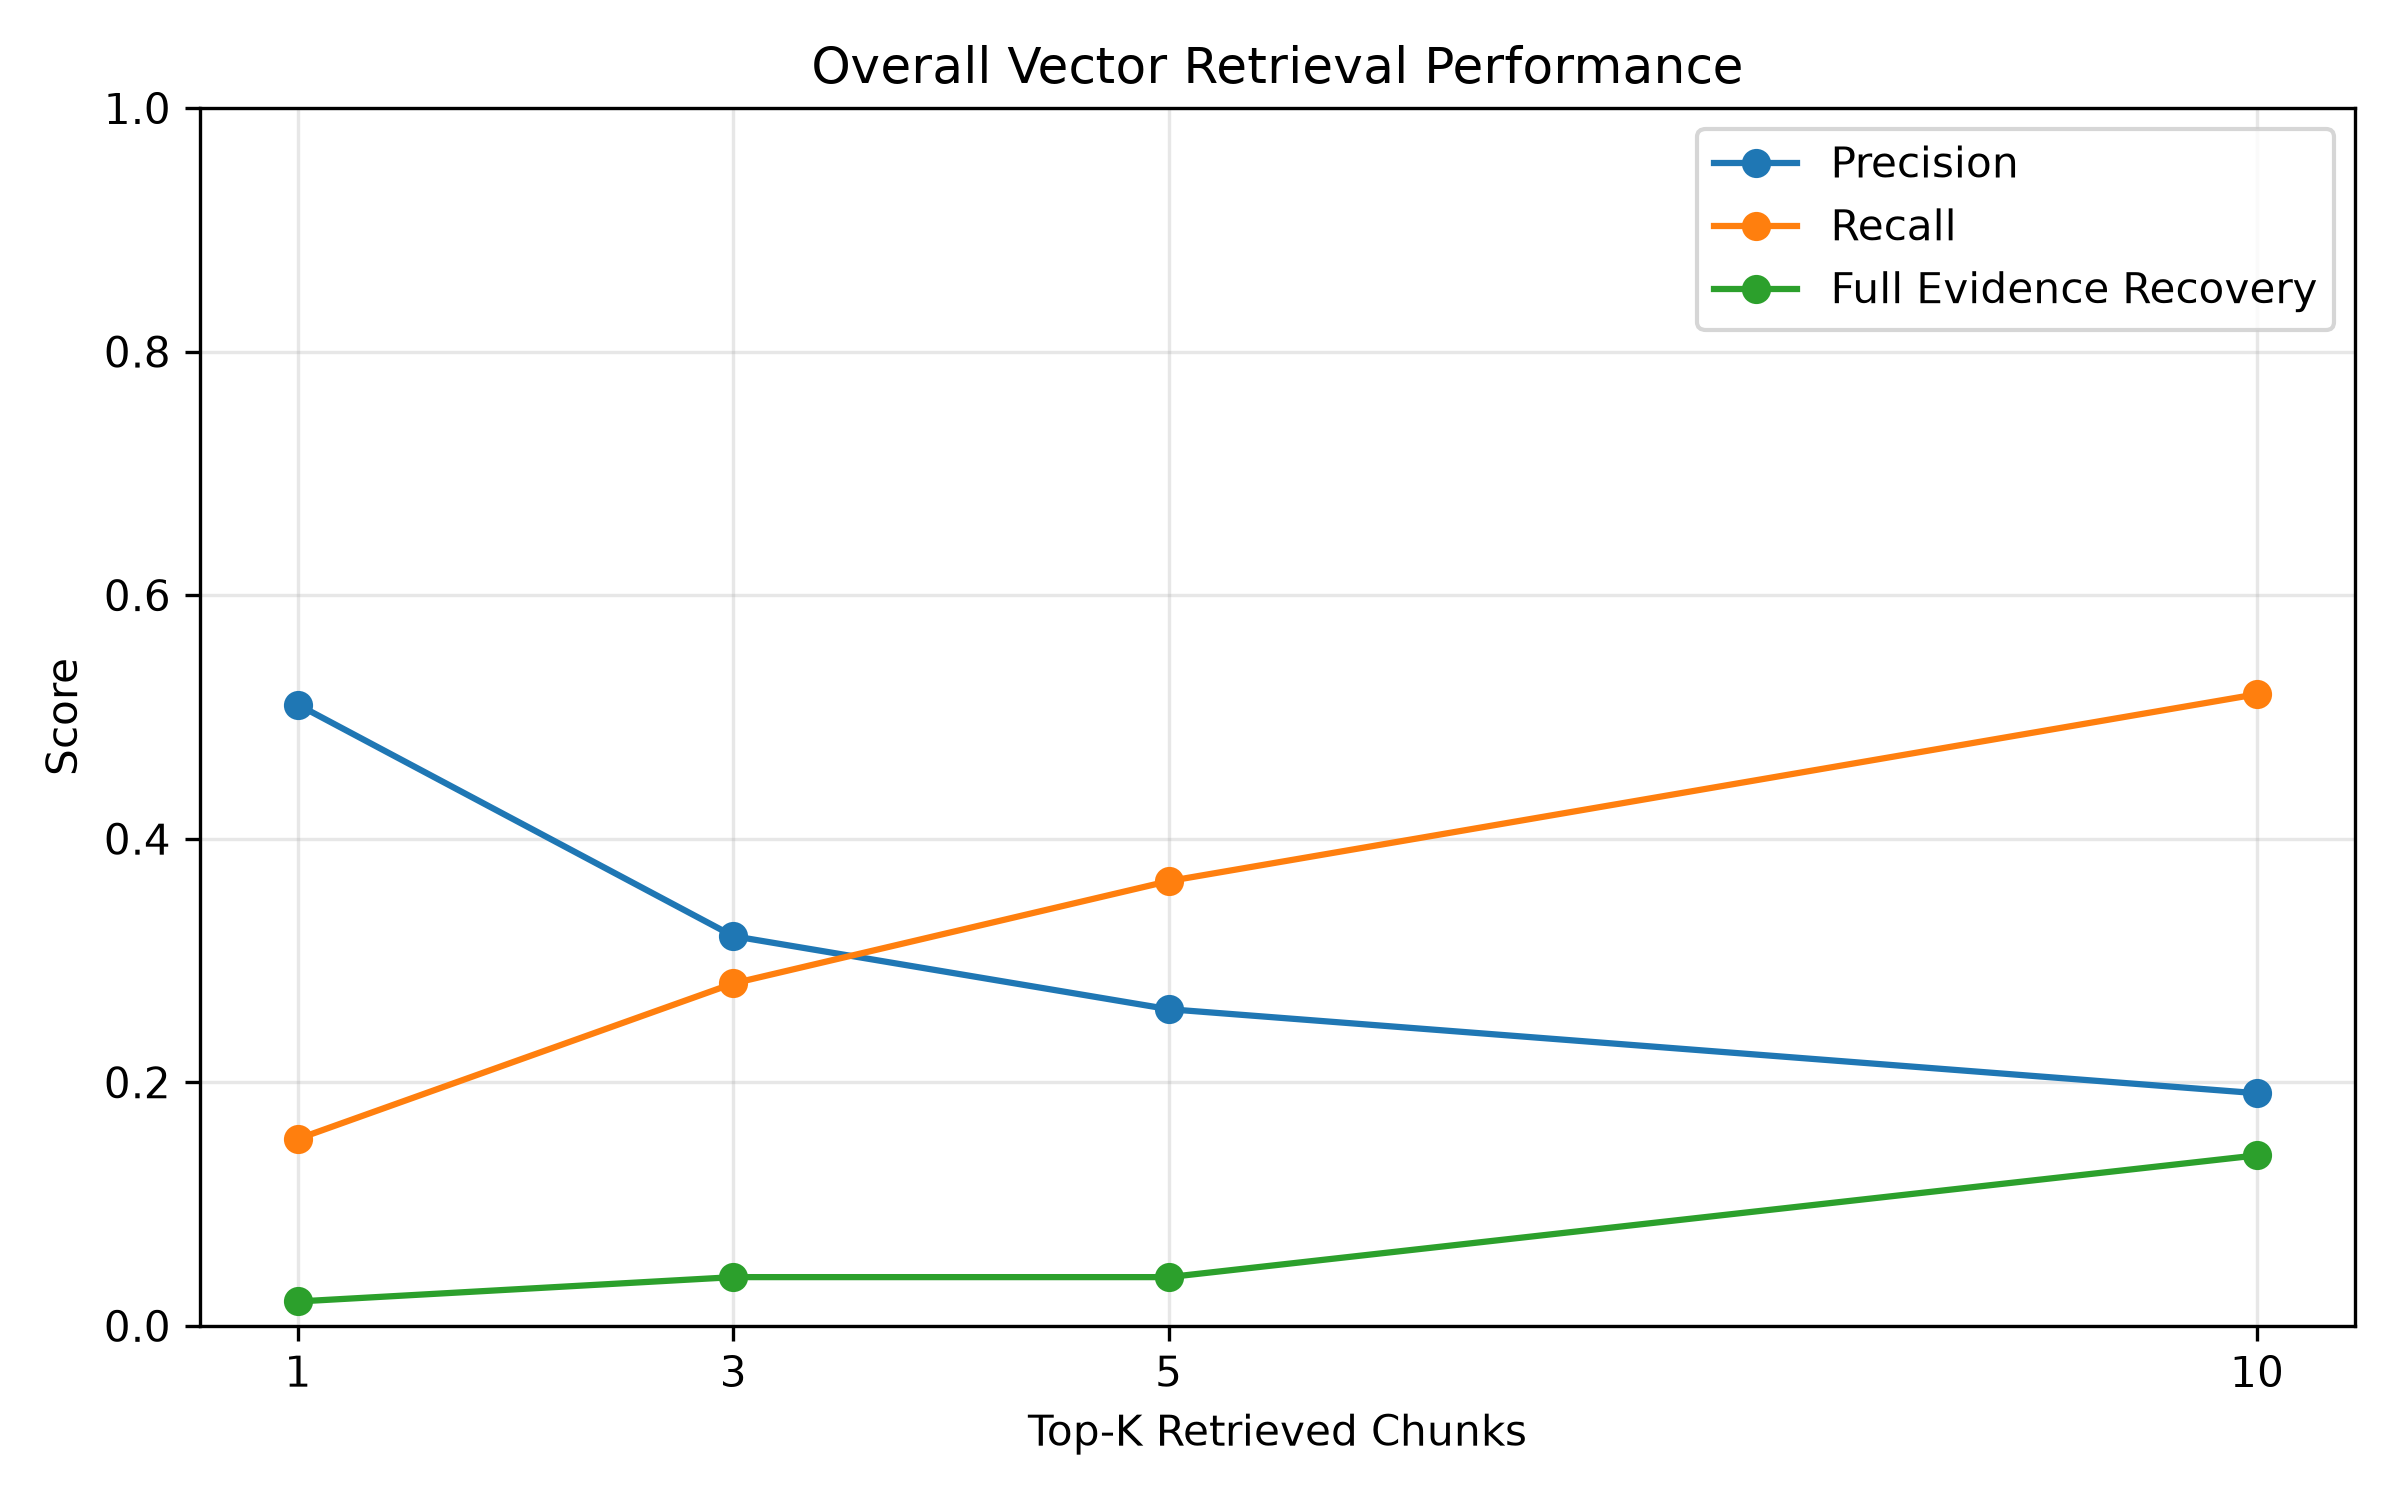 Overall Vector Retrieval Performance
1.0
0.8
0.6
0.4
0.2
0.0
Score
Precision
Recall
Full Evidence Recovery
1 3 5 10
Top-K Retrieved Chunks